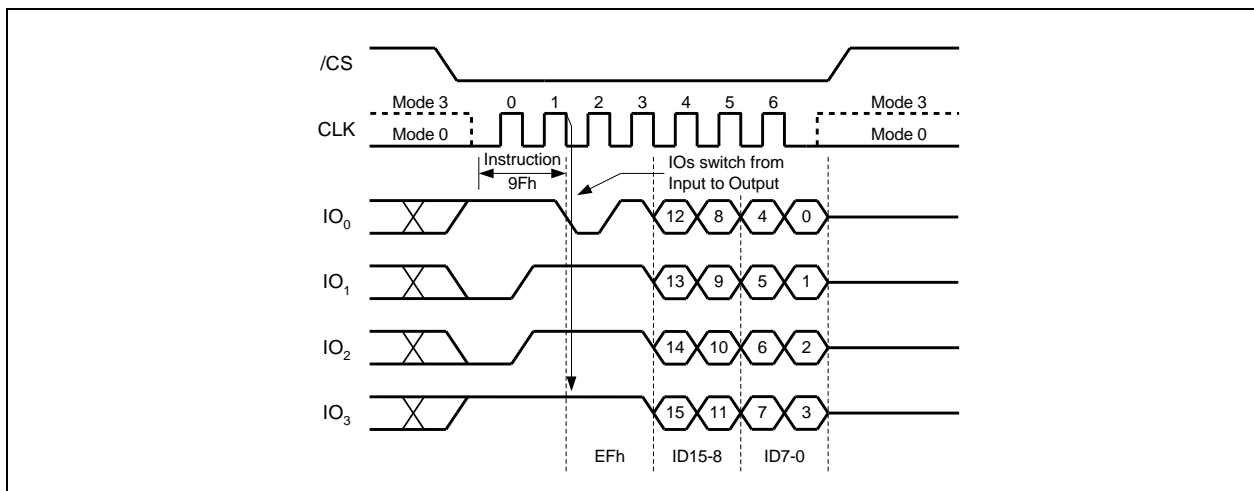 /CS
Mode 3 0 1 2 3 4 5 6 Mode 3
CLK Mode 0 Mode 0
Instruction IOs switch from
9Fh Input to Output
IO0 12 8 4 0
IO1 13 9 5 1
IO2 14 10 6 2
IO3 15 11 7 3
EFh ID15-8 ID7-0